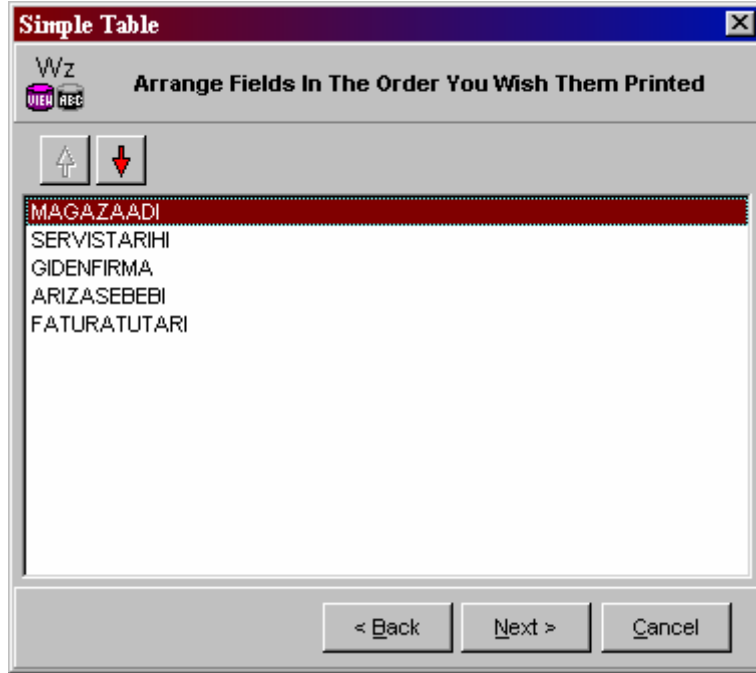 Simple Table
Wz
VIEW ABC
Arrange Fields In The Order You Wish Them Printed
MAGAZAADI
SERVISTARIHI
GIDENFIRMA
ARIZASEBEBI
FATURATUTARI
< Back
Next >
Cancel